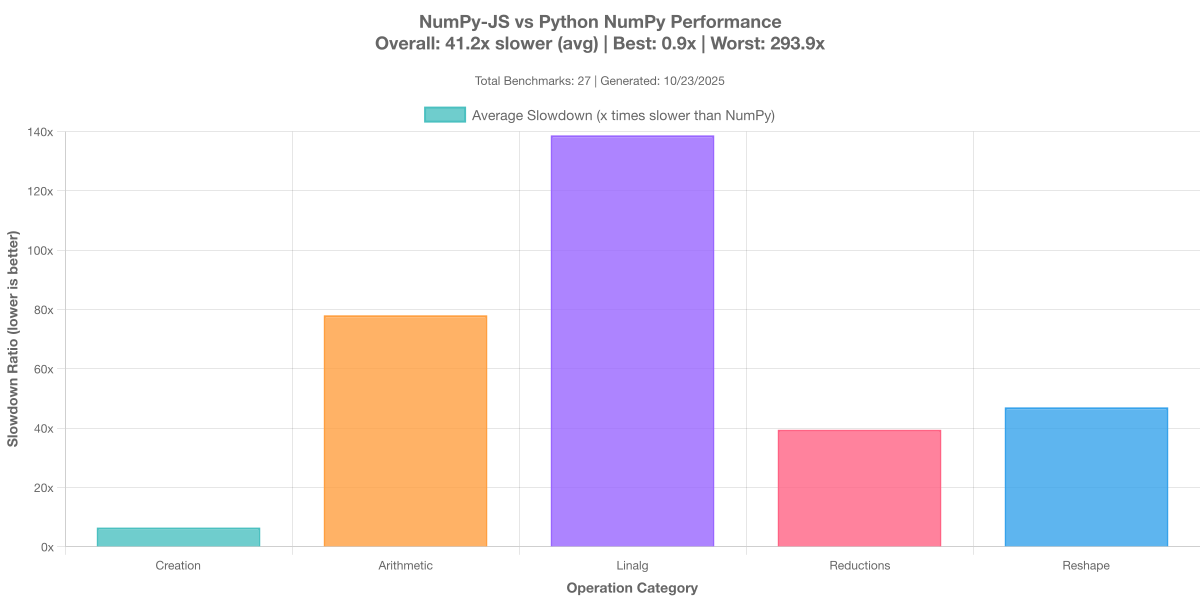 NumPy-JS vs Python NumPy Performance
Overall: 41.2x slower (avg) | Best: 0.9x | Worst: 293.9x
Total Benchmarks: 27 | Generated: 10/23/2025
Average Slowdown (x times slower than NumPy)
Slowdown Ratio (lower is better)
140x
120x
100x
80x
60x
40x
20x
0x
Creation
Arithmetic
Linalg
Reductions
Reshape
Operation Category